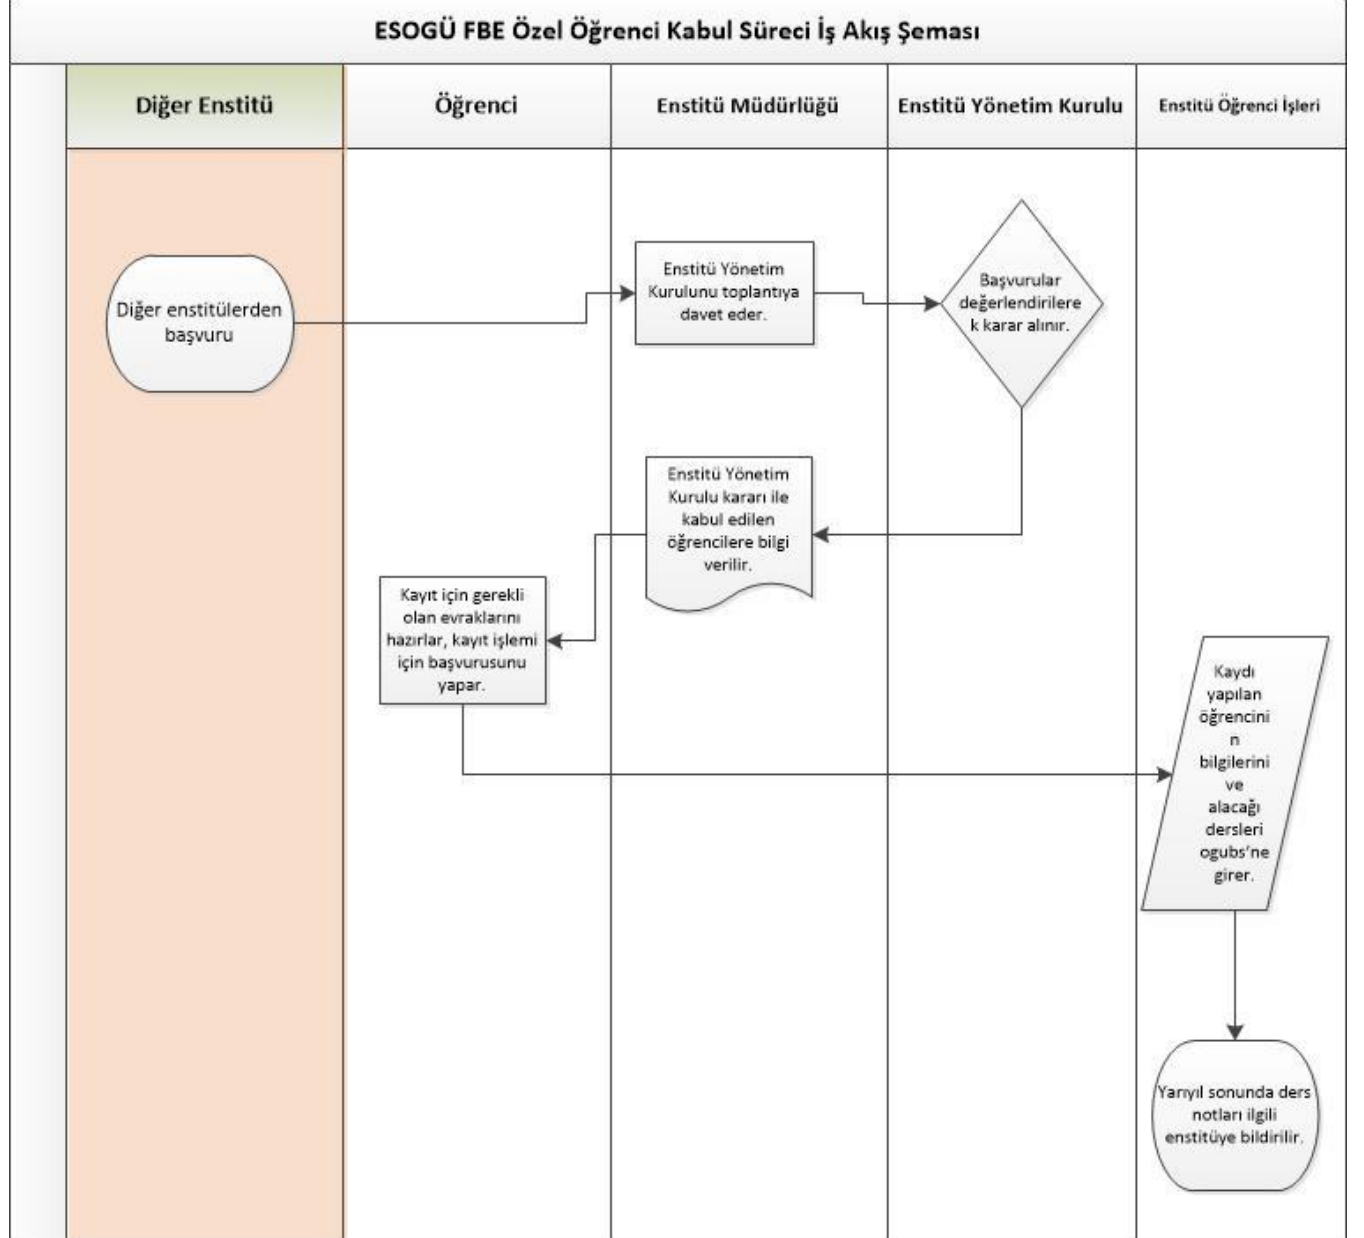 ESOGÜ FBE Özel Öğrenci Kabul Süreci İş Akış Şeması
Diğer Enstitü
Öğrenci
Enstitü Müdürlüğü
Enstitü Yönetim Kurulu
Enstitü Öğrenci İşleri
Diğer enstitülerden
başvuru
Enstitü Yönetim
Kurulunu toplantıya
davet eder.
Başvurular
değerlendirilere
k karar alınır.
Enstitü Yönetim
Kurulu kararı ile
kabul edilen
öğrencilere bilgi
verilir.
Kayıt için gerekli
olan evraklarını
hazırlar, kayıt işlemi
için başvurusunu
yapar.
Kaydı
yapılan
öğrencini
n
bilgilerini
ve
alacağı
dersleri
ogubs’ne
girer.
Yarıyıl sonunda ders
notları ilgili
enstitüye bildirilir.